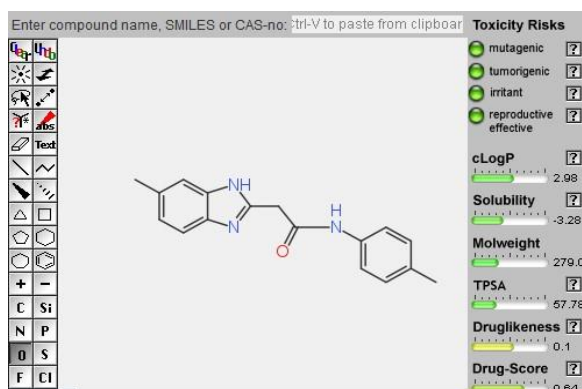 Enter compound name, SMILES or CAS-no:
to paste from clipboar
Toxicity Risks
mutagenic ?
tumorigenic ?
irritant ?
reproductive ?
effective
cLogP ?
2.98
Solubility ?
-3.28
Molweight
279.0
TPSA ?
57.78
Druglikeness ?
0.1
Drug-Score ?
0.64
abs
Text
+ −
C Si
N P
O S
F Cl
NH
N
O
H
N